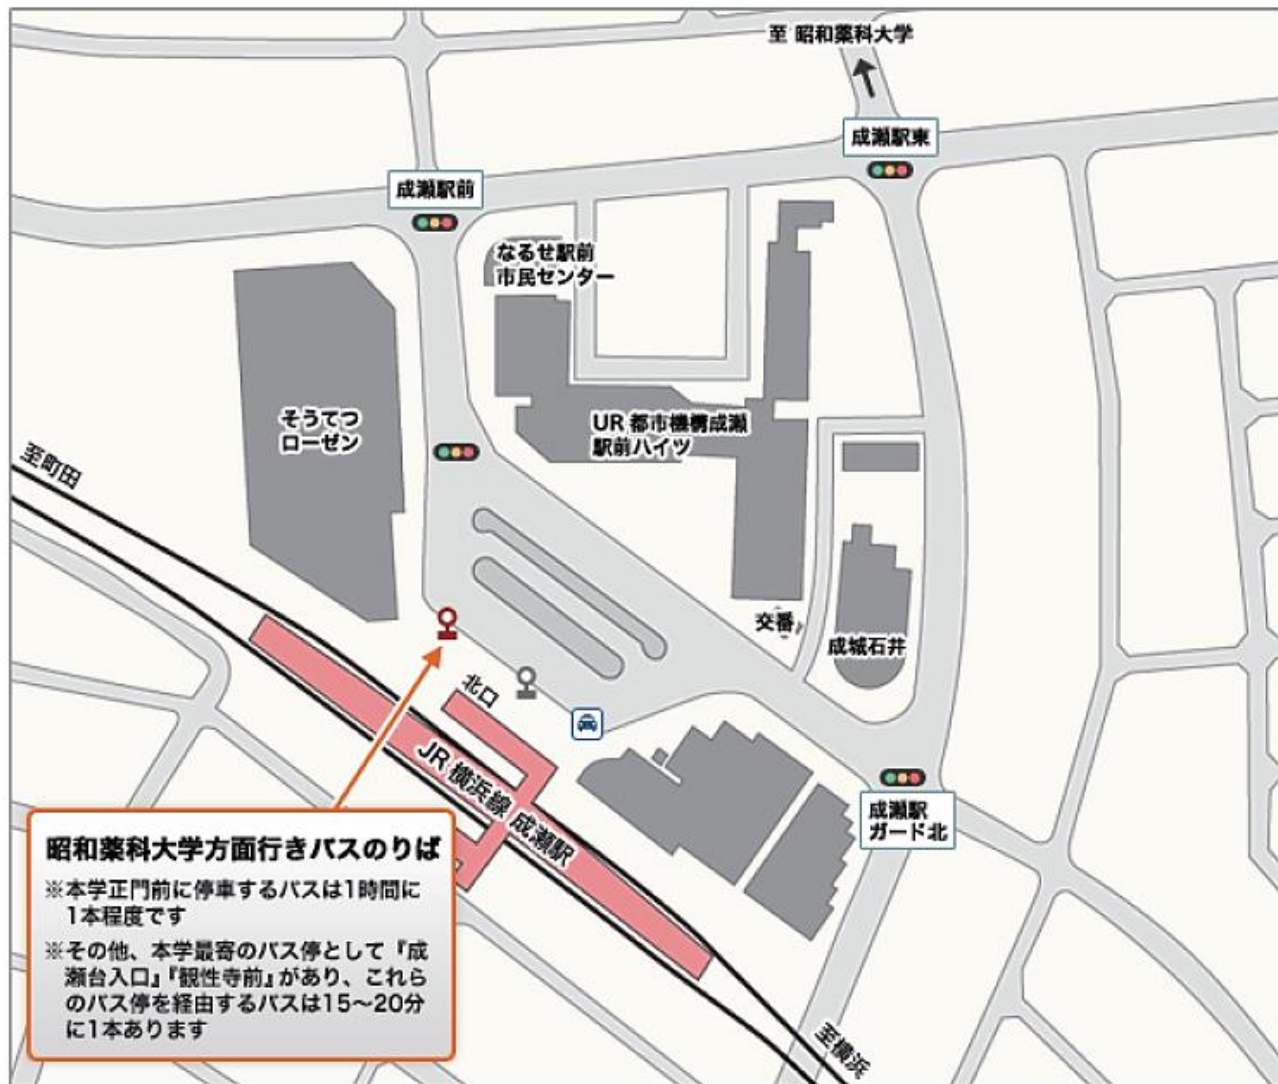 至 昭和薬科大学
成瀬駅東
成瀬駅前
なるせ駅前
市民センター
そうてつ
ローゼン
UR 都市機構成瀬
駅前ハイツ
至町田
交番
成城石井
北口
JR 横浜線 成瀬駅
成瀬駅
ガード北
昭和薬科大学方面行きバスのりば
※本学正門前に停車するバスは1時間に
1本程度です
※その他、本学最寄のバス停として『成
瀬台入口』『観性寺前』があり、これら
のバス停を経由するバスは15〜20分
に1本あります
至横浜